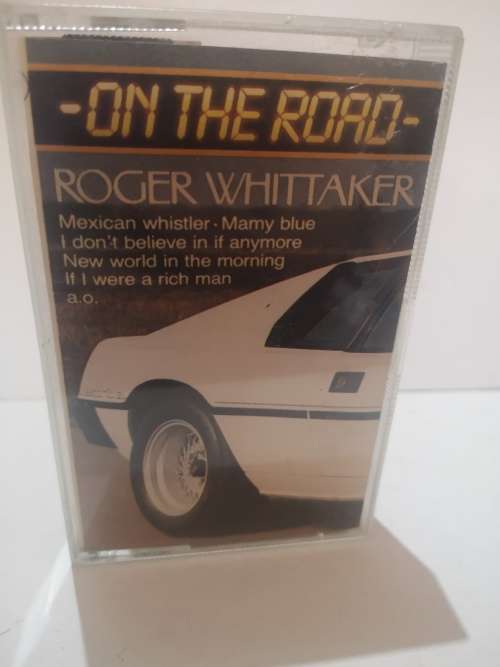 -ON THE ROAD-
ROGER WHITTAKER
Mexican whistler · Mamy blue
I don't believe in if anymore
New world in the morning
If I were a rich man
a.o.